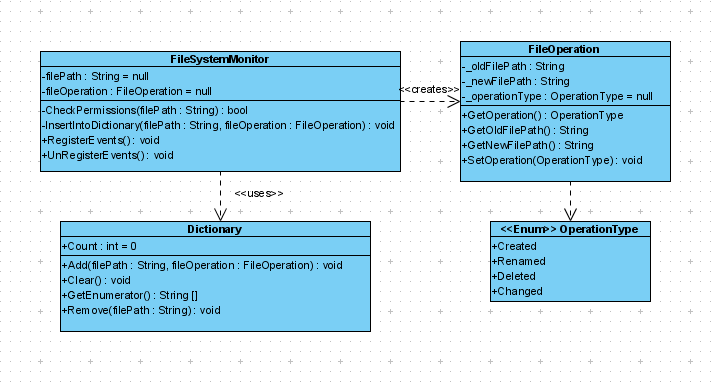 FileSystemMonitor
-filePath : String = null
-fileOperation : FileOperation = null
-CheckPermissions(filePath : String) : bool
-InsertIntoDictionary(filePath : String, fileOperation : FileOperation) : void
+RegisterEvents() : void
+UnRegisterEvents() : void
<<creates>>
FileOperation
-_oldFilePath : String
-_newFilePath : String
-_operationType : OperationType = null
+GetOperation() : OperationType
+GetOldFilePath() : String
+GetNewFilePath() : String
+SetOperation(OperationType) : void
<<uses>>
Dictionary
+Count : int = 0
+Add(filePath : String, fileOperation : FileOperation) : void
+Clear() : void
+GetEnumerator() : String []
+Remove(filePath : String) : void
<<Enum>> OperationType
+Created
+Renamed
+Deleted
+Changed